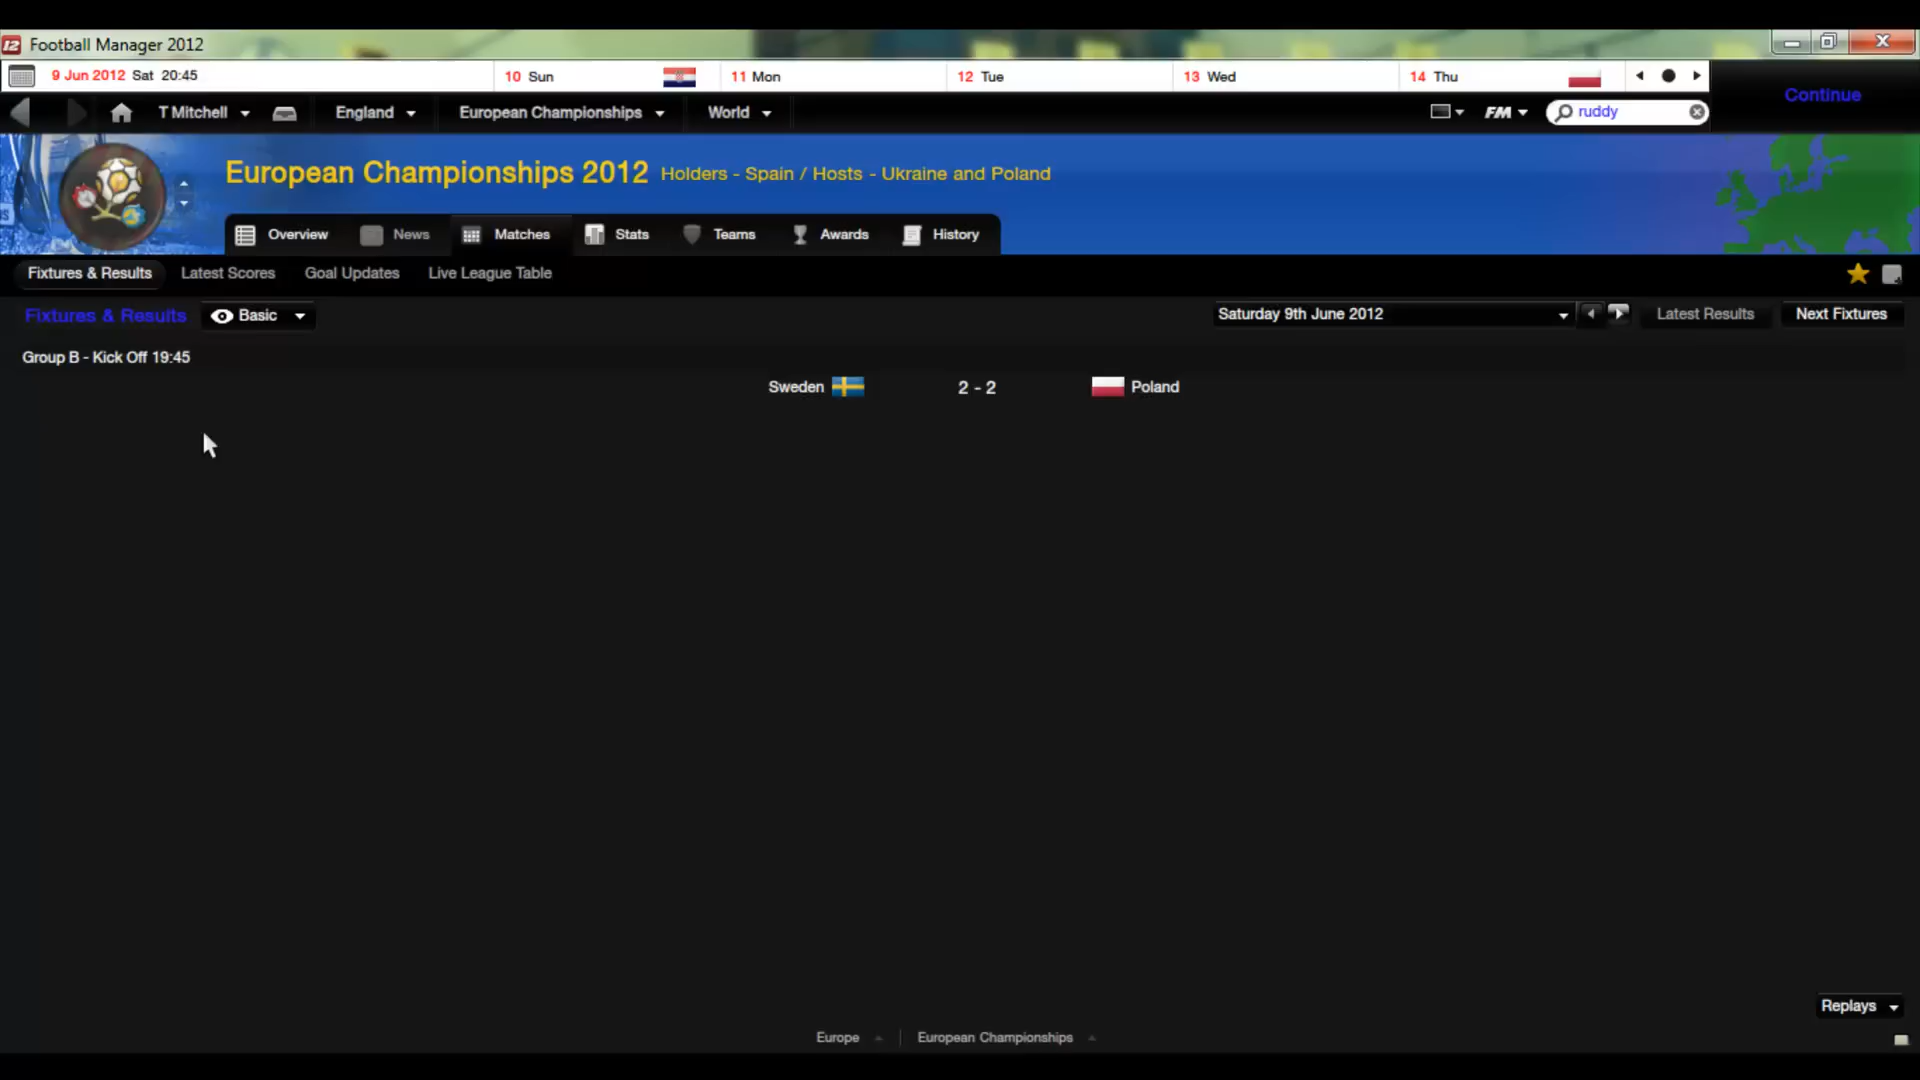 Football Manager 2012
9 Jun 2012 Sat 20:45 10 Sun 11 Mon 12 Tue 13 Wed 14 Thu
Continue
T Mitchell England European Championships World FM ruddy
European Championships 2012 Holders - Spain / Hosts - Ukraine and Poland
Overview News Matches Stats Teams Awards History
Fixtures & Results Latest Scores Goal Updates Live League Table
Fixtures & Results Basic Saturday 9th June 2012 Latest Results Next Fixtures
Group B - Kick Off 19:45
Sweden 2 - 2 Poland
Replays
Europe European Championships